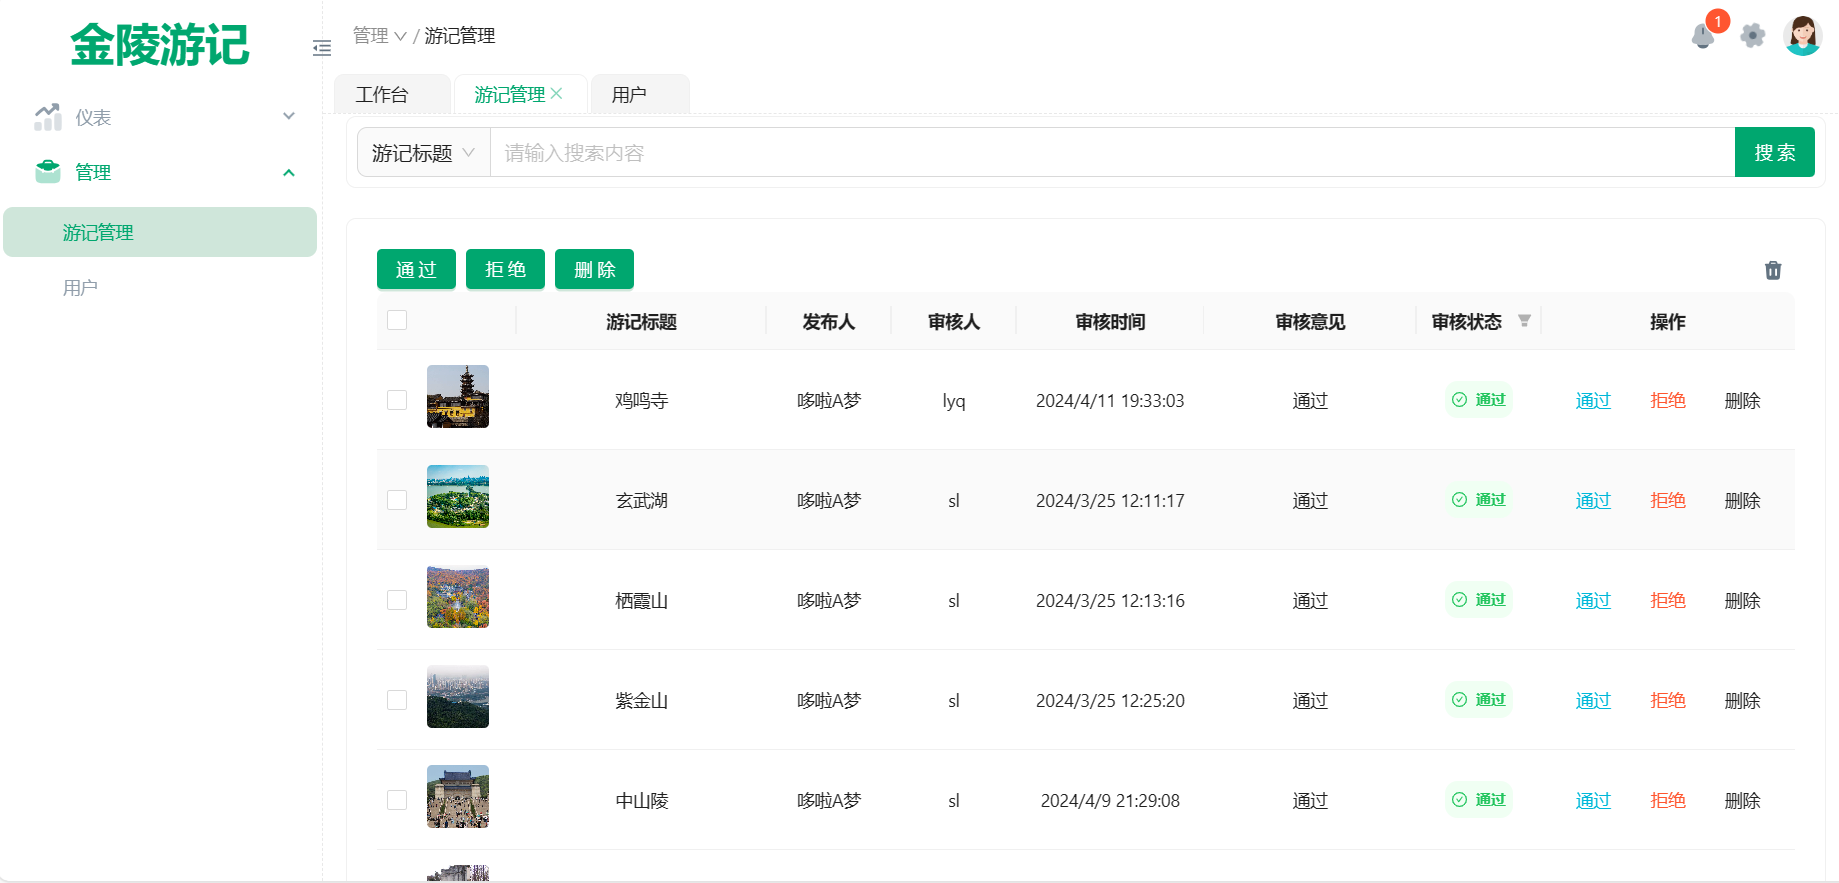 金陵游记
管理 / 游记管理
1
仪表
管理
游记管理
用户
工作台 游记管理 用户
游记标题 请输入搜索内容 搜索
通过 拒绝 删除
游记标题 发布人 审核人 审核时间 审核意见 审核状态 操作
鸡鸣寺 哆啦A梦 lyq 2024/4/11 19:33:03 通过 通过 通过 拒绝 删除
玄武湖 哆啦A梦 sl 2024/3/25 12:11:17 通过 通过 通过 拒绝 删除
栖霞山 哆啦A梦 sl 2024/3/25 12:13:16 通过 通过 通过 拒绝 删除
紫金山 哆啦A梦 sl 2024/3/25 12:25:20 通过 通过 通过 拒绝 删除
中山陵 哆啦A梦 sl 2024/4/9 21:29:08 通过 通过 通过 拒绝 删除